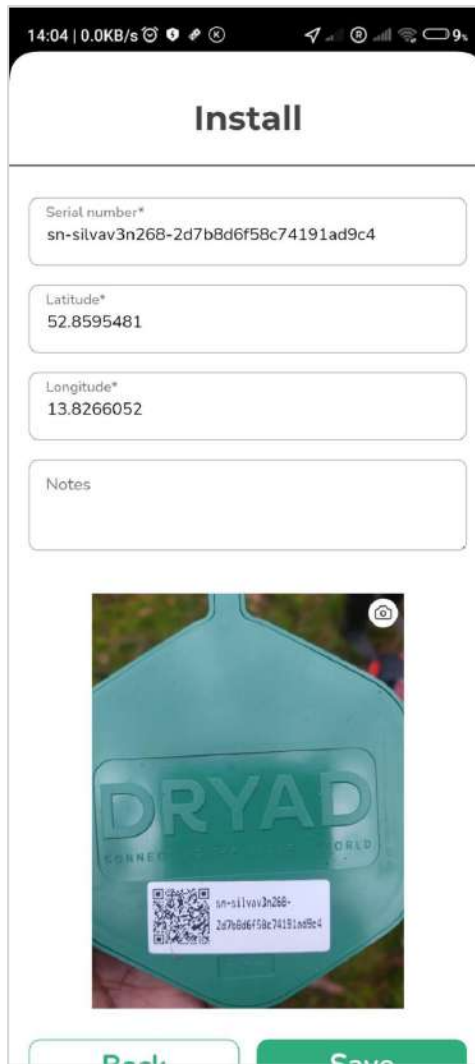 14:04 | 0.0KB/s
9%
Install
Serial number*
sn-silvav3n268-2d7b8d6f58c74191ad9c4
Latitude*
52.8595481
Longitude*
13.8266052
Notes
DRYAD
sn-silvav3n268-
2d7b8d6f58c74191ad9c4
Back
Save